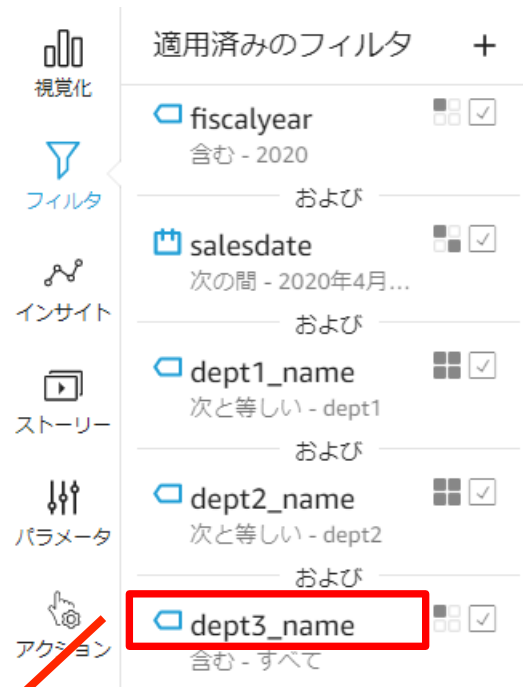 視覚化
フィルタ
インサイト
ストーリー
パラメータ
アクション
適用済みのフィルタ +
fiscalyear
含む - 2020
および
salesdate
次の間 - 2020年4月...
および
dept1_name
次と等しい - dept1
および
dept2_name
次と等しい - dept2
および
dept3_name
含む - すべて